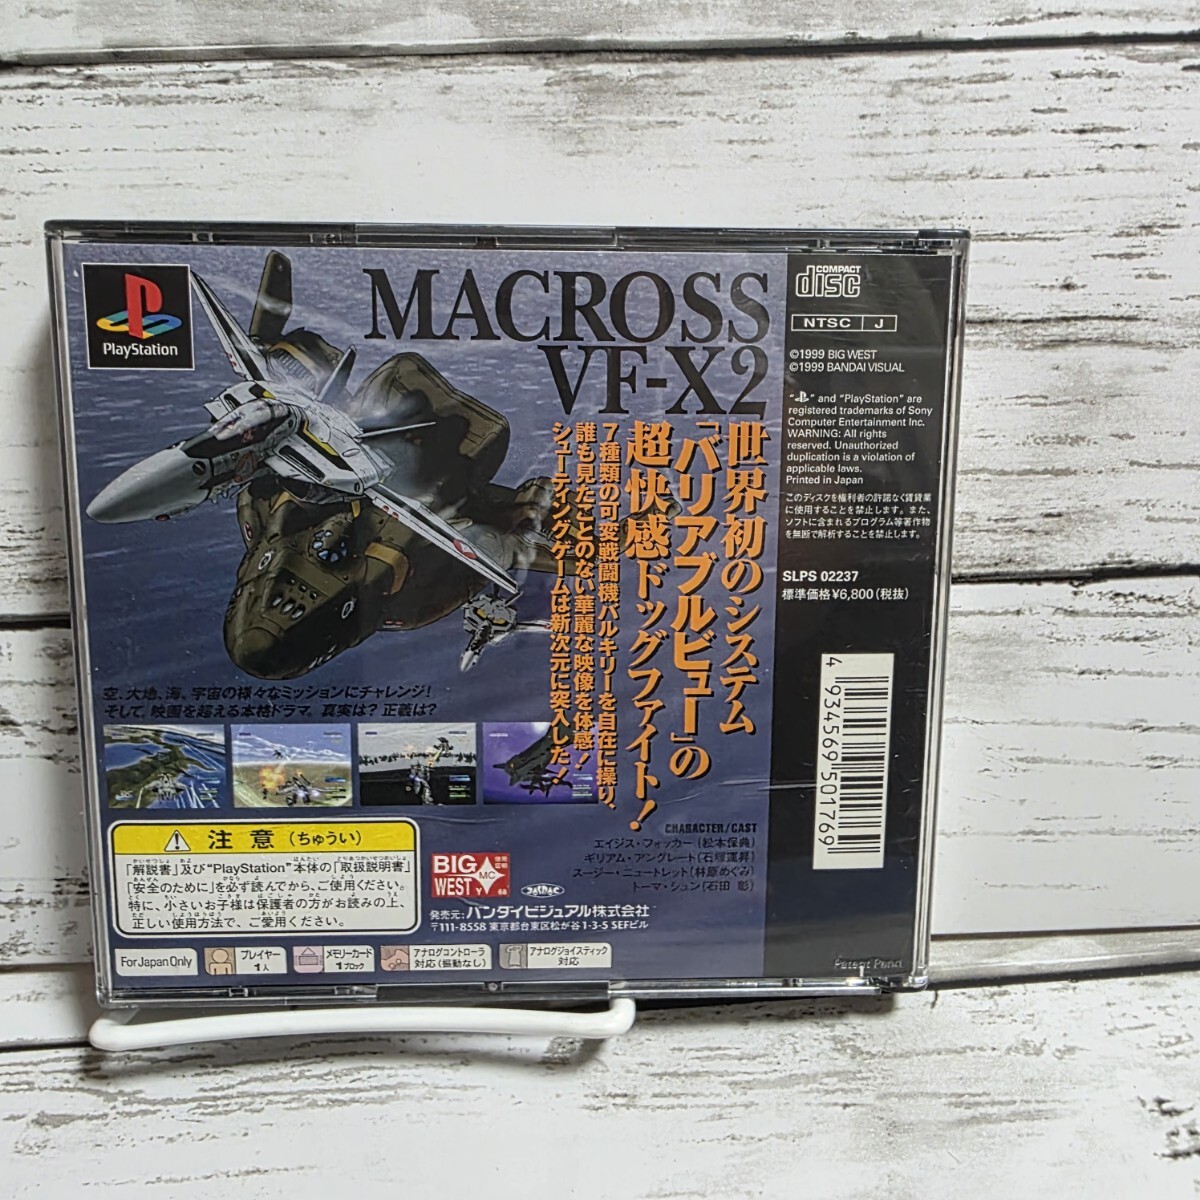 PlayStation
MACROSS
VF-X2
世界初のシステム
「バリアブルビュー」の
超快感ドッグファイト!
7種類の可変戦闘機バルキリーを自在に操り、
誰も見たことのない華麗な映像を体感!
シューティングゲームは新次元に突入した!
空、大地、海、宇宙の様々なミッションにチャレンジ!
そして、映画を超える本格ドラマ。真実は?正義は?
注意(ちゅうい)
「解説書」及び“PlayStation”本体の「取扱説明書」
「安全のために」を必ず読んでから、ご使用ください。
特に、小さいお子様は保護者の方がお読みの上、
正しい使用方法で、ご愛用ください。
CHARACTER/CAST
エイジス・フォッカー(松本保典)
ギリアム・アングレート(石塚運昇)
スージー・ニュートレット(林原めぐみ)
トーマ・シュン(石田 彰)
BIG
WEST
MC
発売元:バンダイビジュアル株式会社
〒111-8558 東京都台東区松が谷1-3-5 SEFビル
For Japan Only
プレイヤー
1人
メモリーカード
1ブロック
アナログコントローラ
対応(振動なし)
アナログジョイスティック
対応
COMPACT
disc
NTSC J
©1999 BIG WEST
©1999 BANDAI VISUAL
“ ” and “PlayStation” are
registered trademarks of Sony
Computer Entertainment Inc.
WARNING: All rights
reserved. Unauthorized
duplication is a violation of
applicable laws.
Printed in Japan
このディスクを権利者の許諾なく賃貸業
に使用することを禁止します。また、
ソフトに含まれるプログラム等著作物
を無断で解析することを禁止します。
SLPS 02237
標準価格¥6,800(税抜)
4 934569 501769
Patent Pend